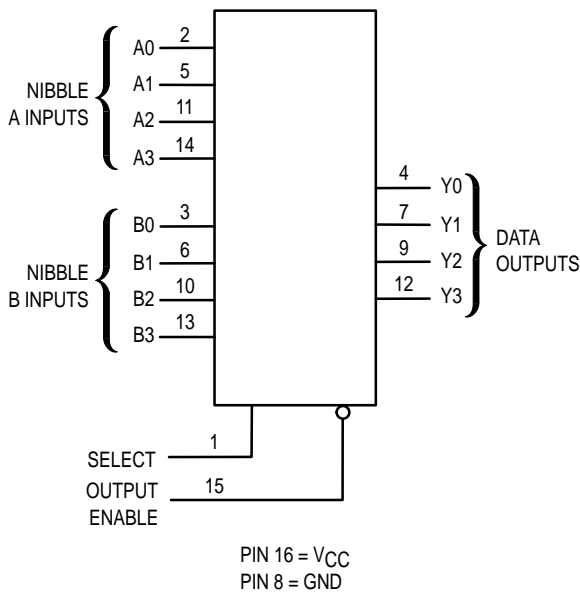 NIBBLE
A INPUTS
A0 2
A1 5
A2 11
A3 14
NIBBLE
B INPUTS
B0 3
B1 6
B2 10
B3 13
4 Y0
7 Y1
9 Y2
12 Y3
DATA
OUTPUTS
SELECT 1
OUTPUT 15
ENABLE
PIN 16 = VCC
PIN 8 = GND